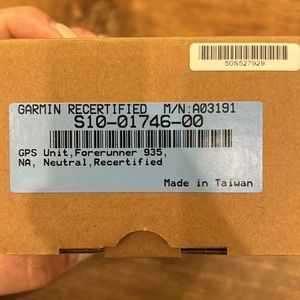 50S527929
GARMIN RECERTIFIED M/N:A03191
S10-01746-00
GPS Unit,Forerunner 935,
NA, Neutral,Recertified
Made in Taiwan